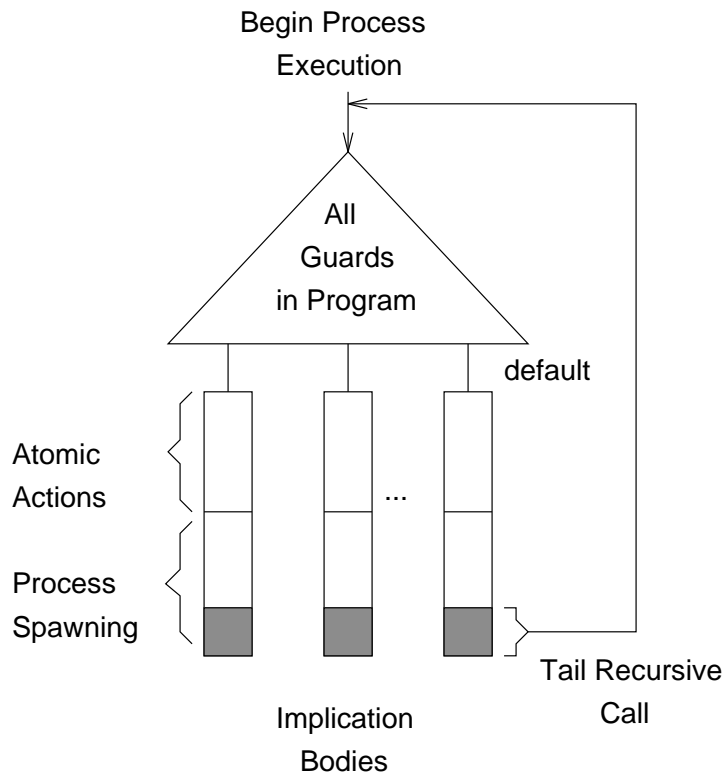 Begin Process
Execution
All
Guards
in Program
default
Atomic
Actions
...
Process
Spawning
Tail Recursive
Call
Implication
Bodies